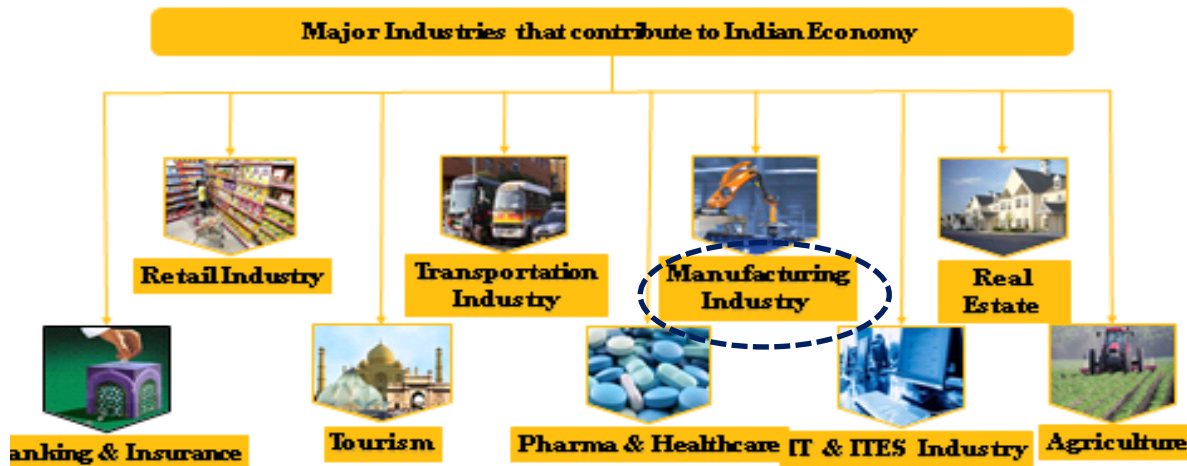 Major Industries that contribute to Indian Economy
Retail Industry
Transportation
Industry
Manufacturing
Industry
Real
Estate
anking & Insurance
Tourism
Pharma & Healthcare
IT & ITES Industry
Agriculture